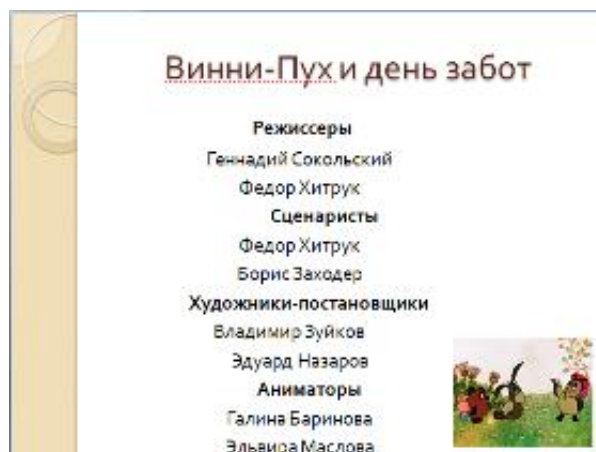 Винни-Пух и день забот
Режиссеры
Геннадий Сокольский
Федор Хитрук
Сценаристы
Федор Хитрук
Борис Заходер
Художники-постановщики
Владимир Зуйков
Эдуард Назаров
Аниматоры
Галина Баринова
Эльвира Маслова